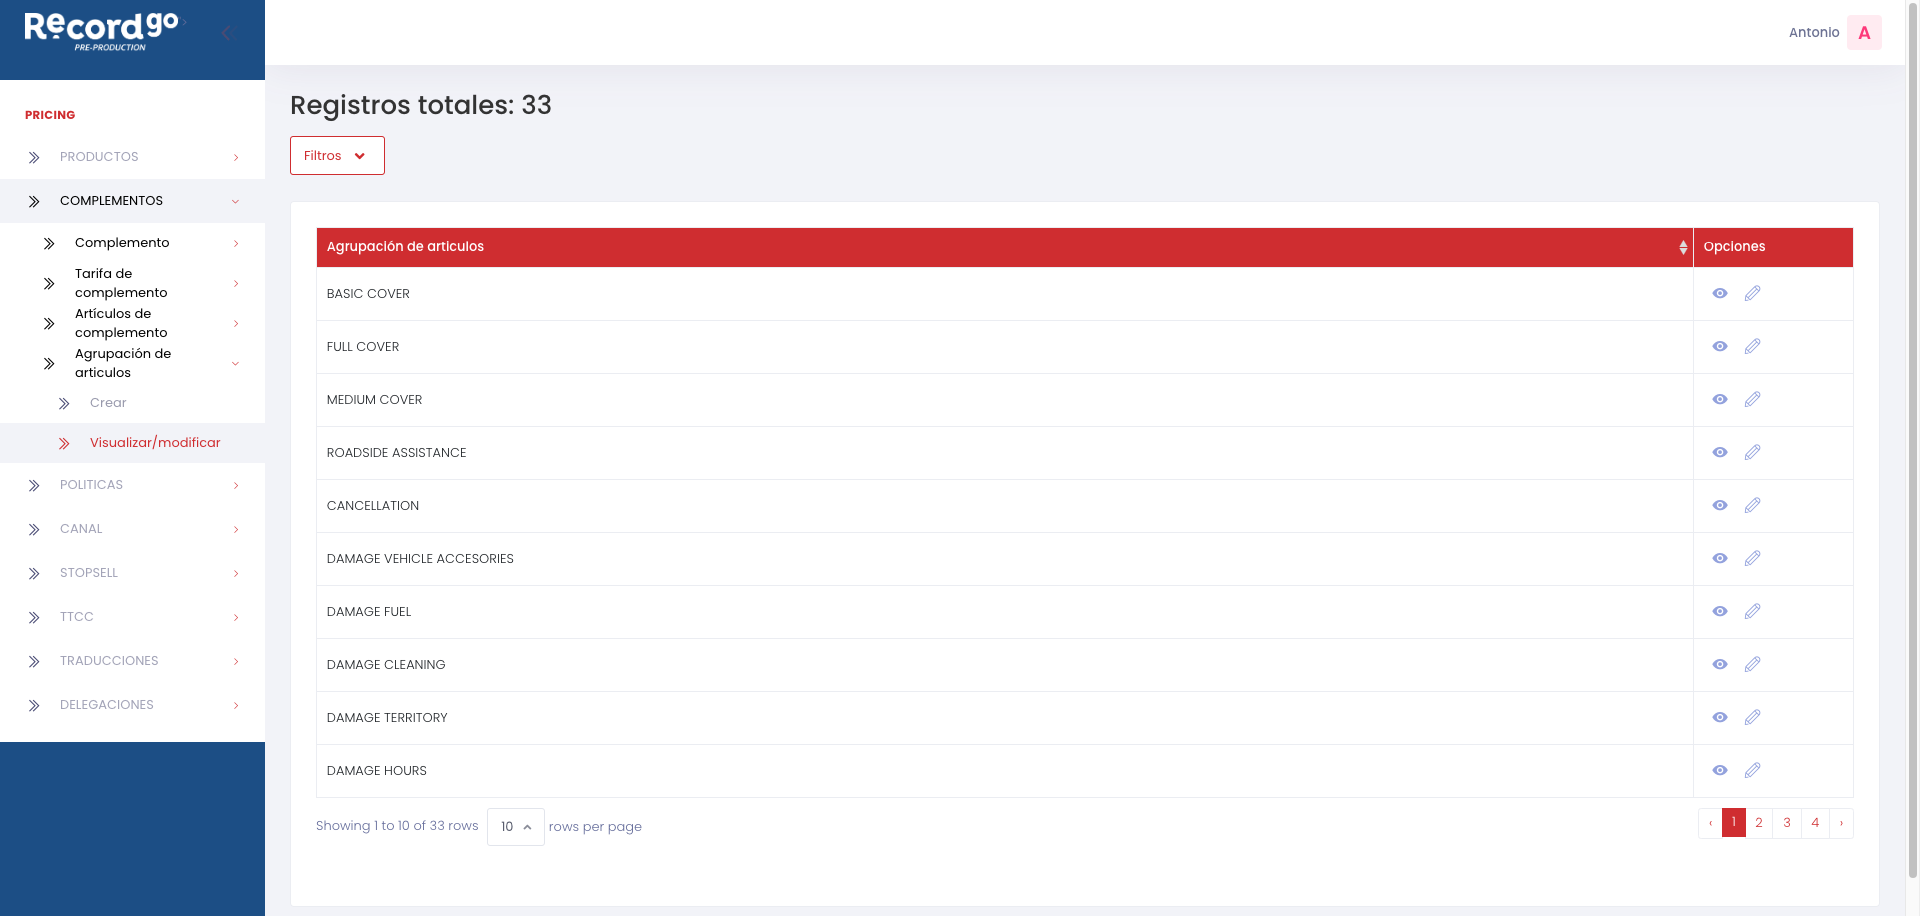 Recordgo
PRE-PRODUCTION
Antonio
A
PRICING
PRODUCTOS
COMPLEMENTOS
Complemento
Tarifa de
complemento
Artículos de
complemento
Agrupación de
articulos
Crear
Visualizar/modificar
POLITICAS
CANAL
STOPSELL
TTCC
TRADUCCIONES
DELEGACIONES
Registros totales: 33
Filtros
Agrupación de articulos
Opciones
BASIC COVER
FULL COVER
MEDIUM COVER
ROADSIDE ASSISTANCE
CANCELLATION
DAMAGE VEHICLE ACCESORIES
DAMAGE FUEL
DAMAGE CLEANING
DAMAGE TERRITORY
DAMAGE HOURS
Showing 1 to 10 of 33 rows 10 rows per page
‹ 1 2 3 4 ›